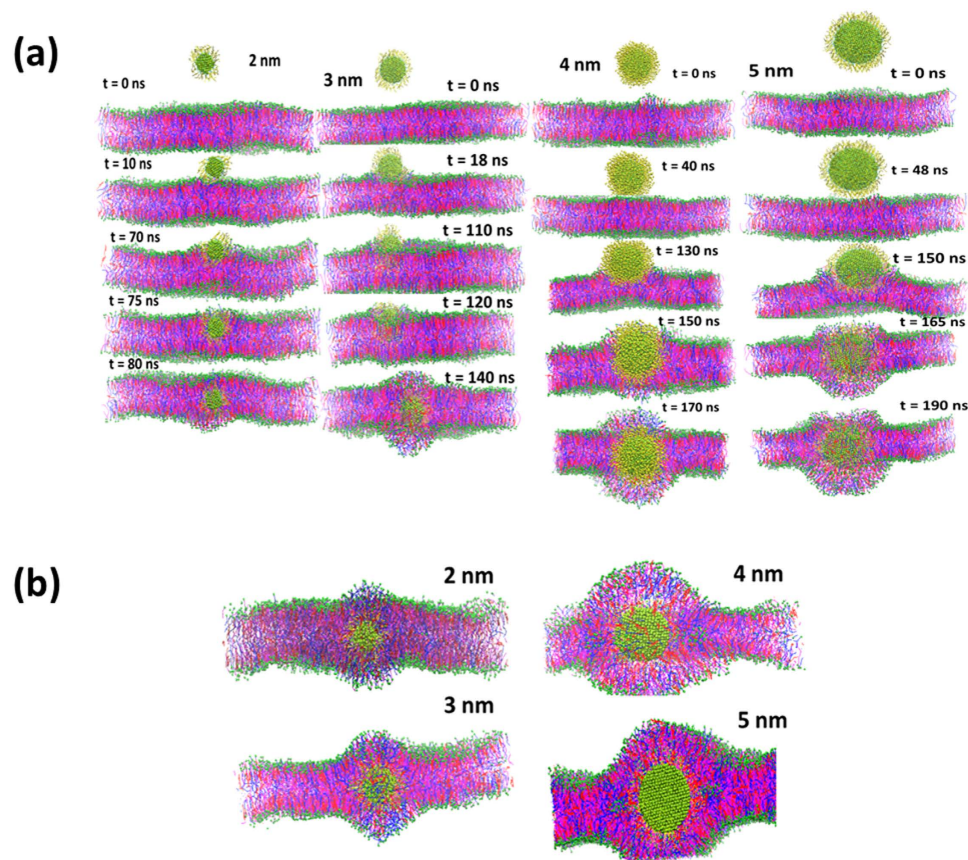 (a)
2 nm
t = 0 ns
t = 10 ns
t = 70 ns
t = 75 ns
t = 80 ns
3 nm
t = 0 ns
t = 18 ns
t = 110 ns
t = 120 ns
t = 140 ns
4 nm
t = 0 ns
t = 40 ns
t = 130 ns
t = 150 ns
t = 170 ns
5 nm
t = 0 ns
t = 48 ns
t = 150 ns
t = 165 ns
t = 190 ns
(b)
2 nm
4 nm
3 nm
5 nm